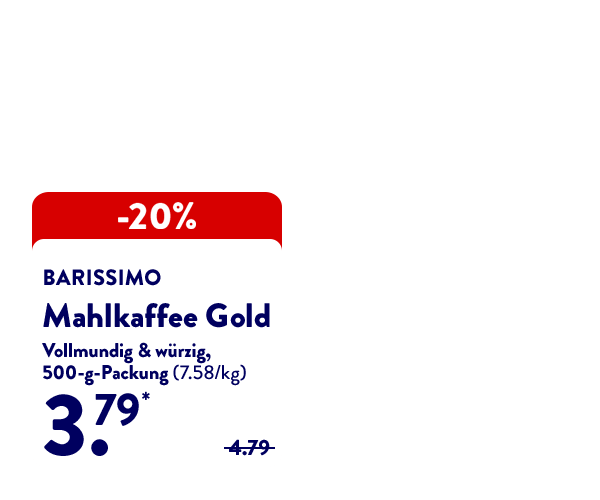 -20%
BARISSIMO
Mahlkaffee Gold
Vollmundig & würzig,
500-g-Packung (7.58/kg)
3.79*
4.79